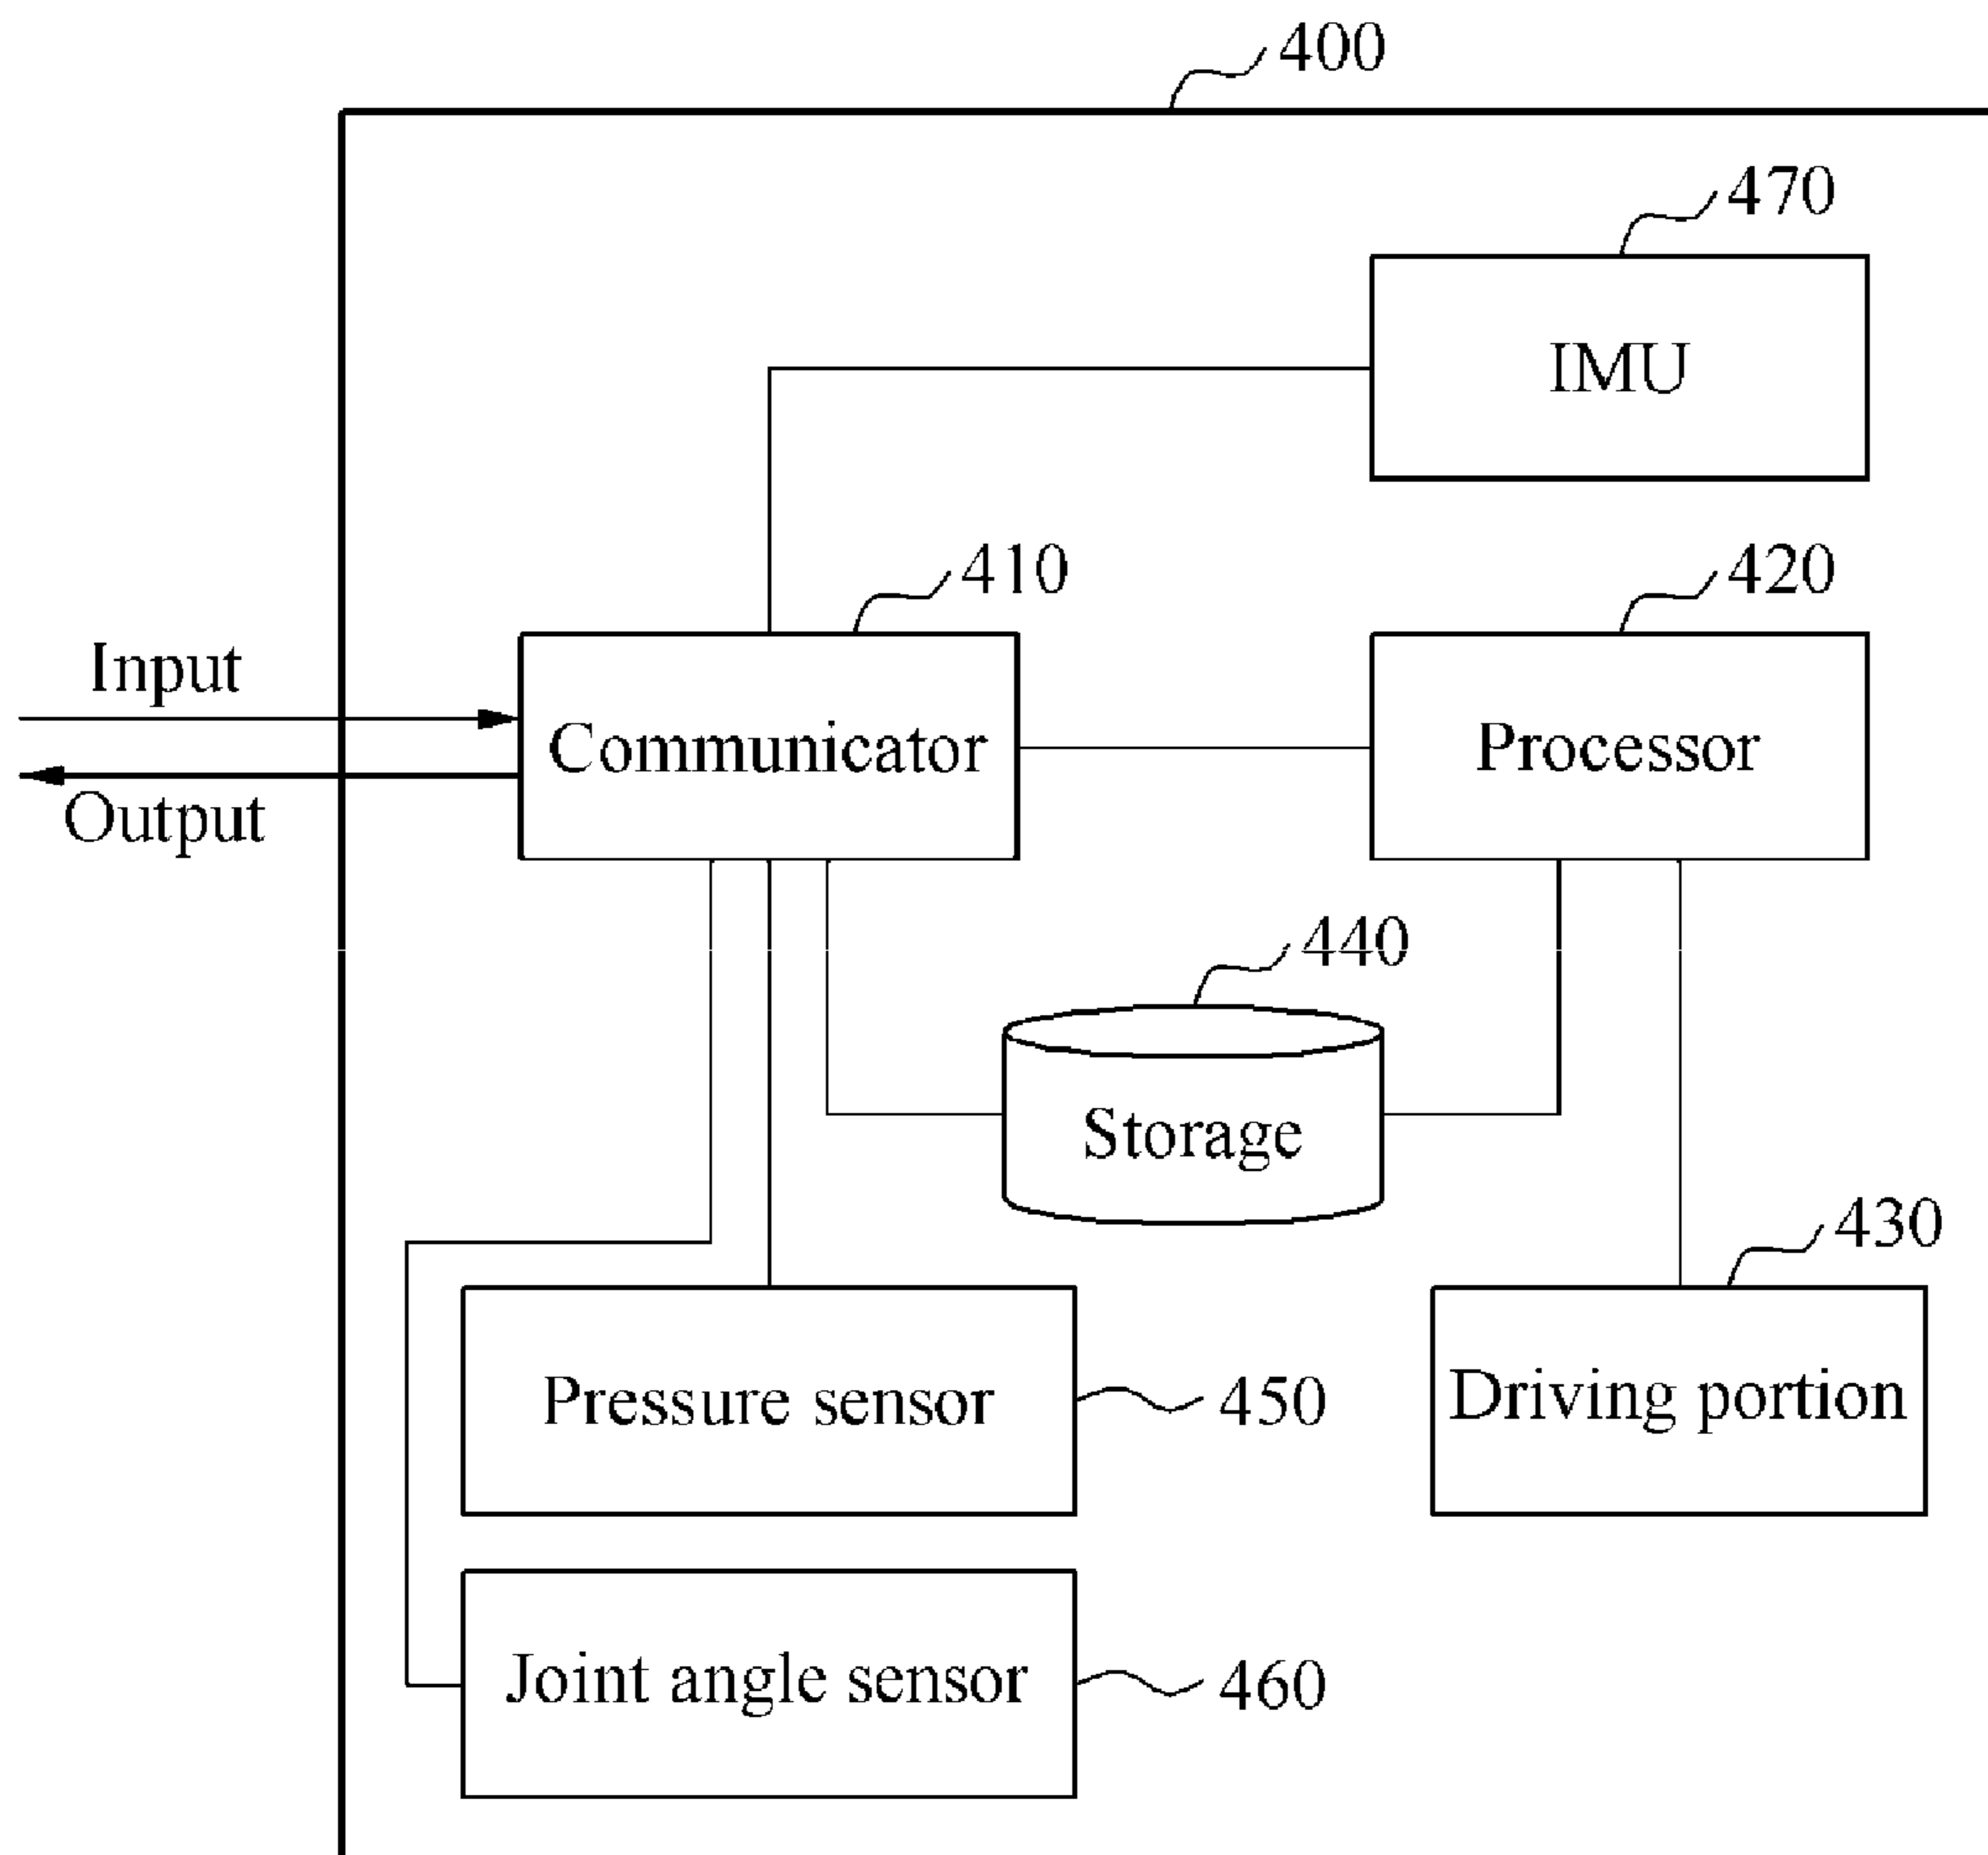 400
470
IMU
410
420
Input
Communicator
Processor
Output
440
Storage
430
Pressure sensor
450
Driving portion
Joint angle sensor
460